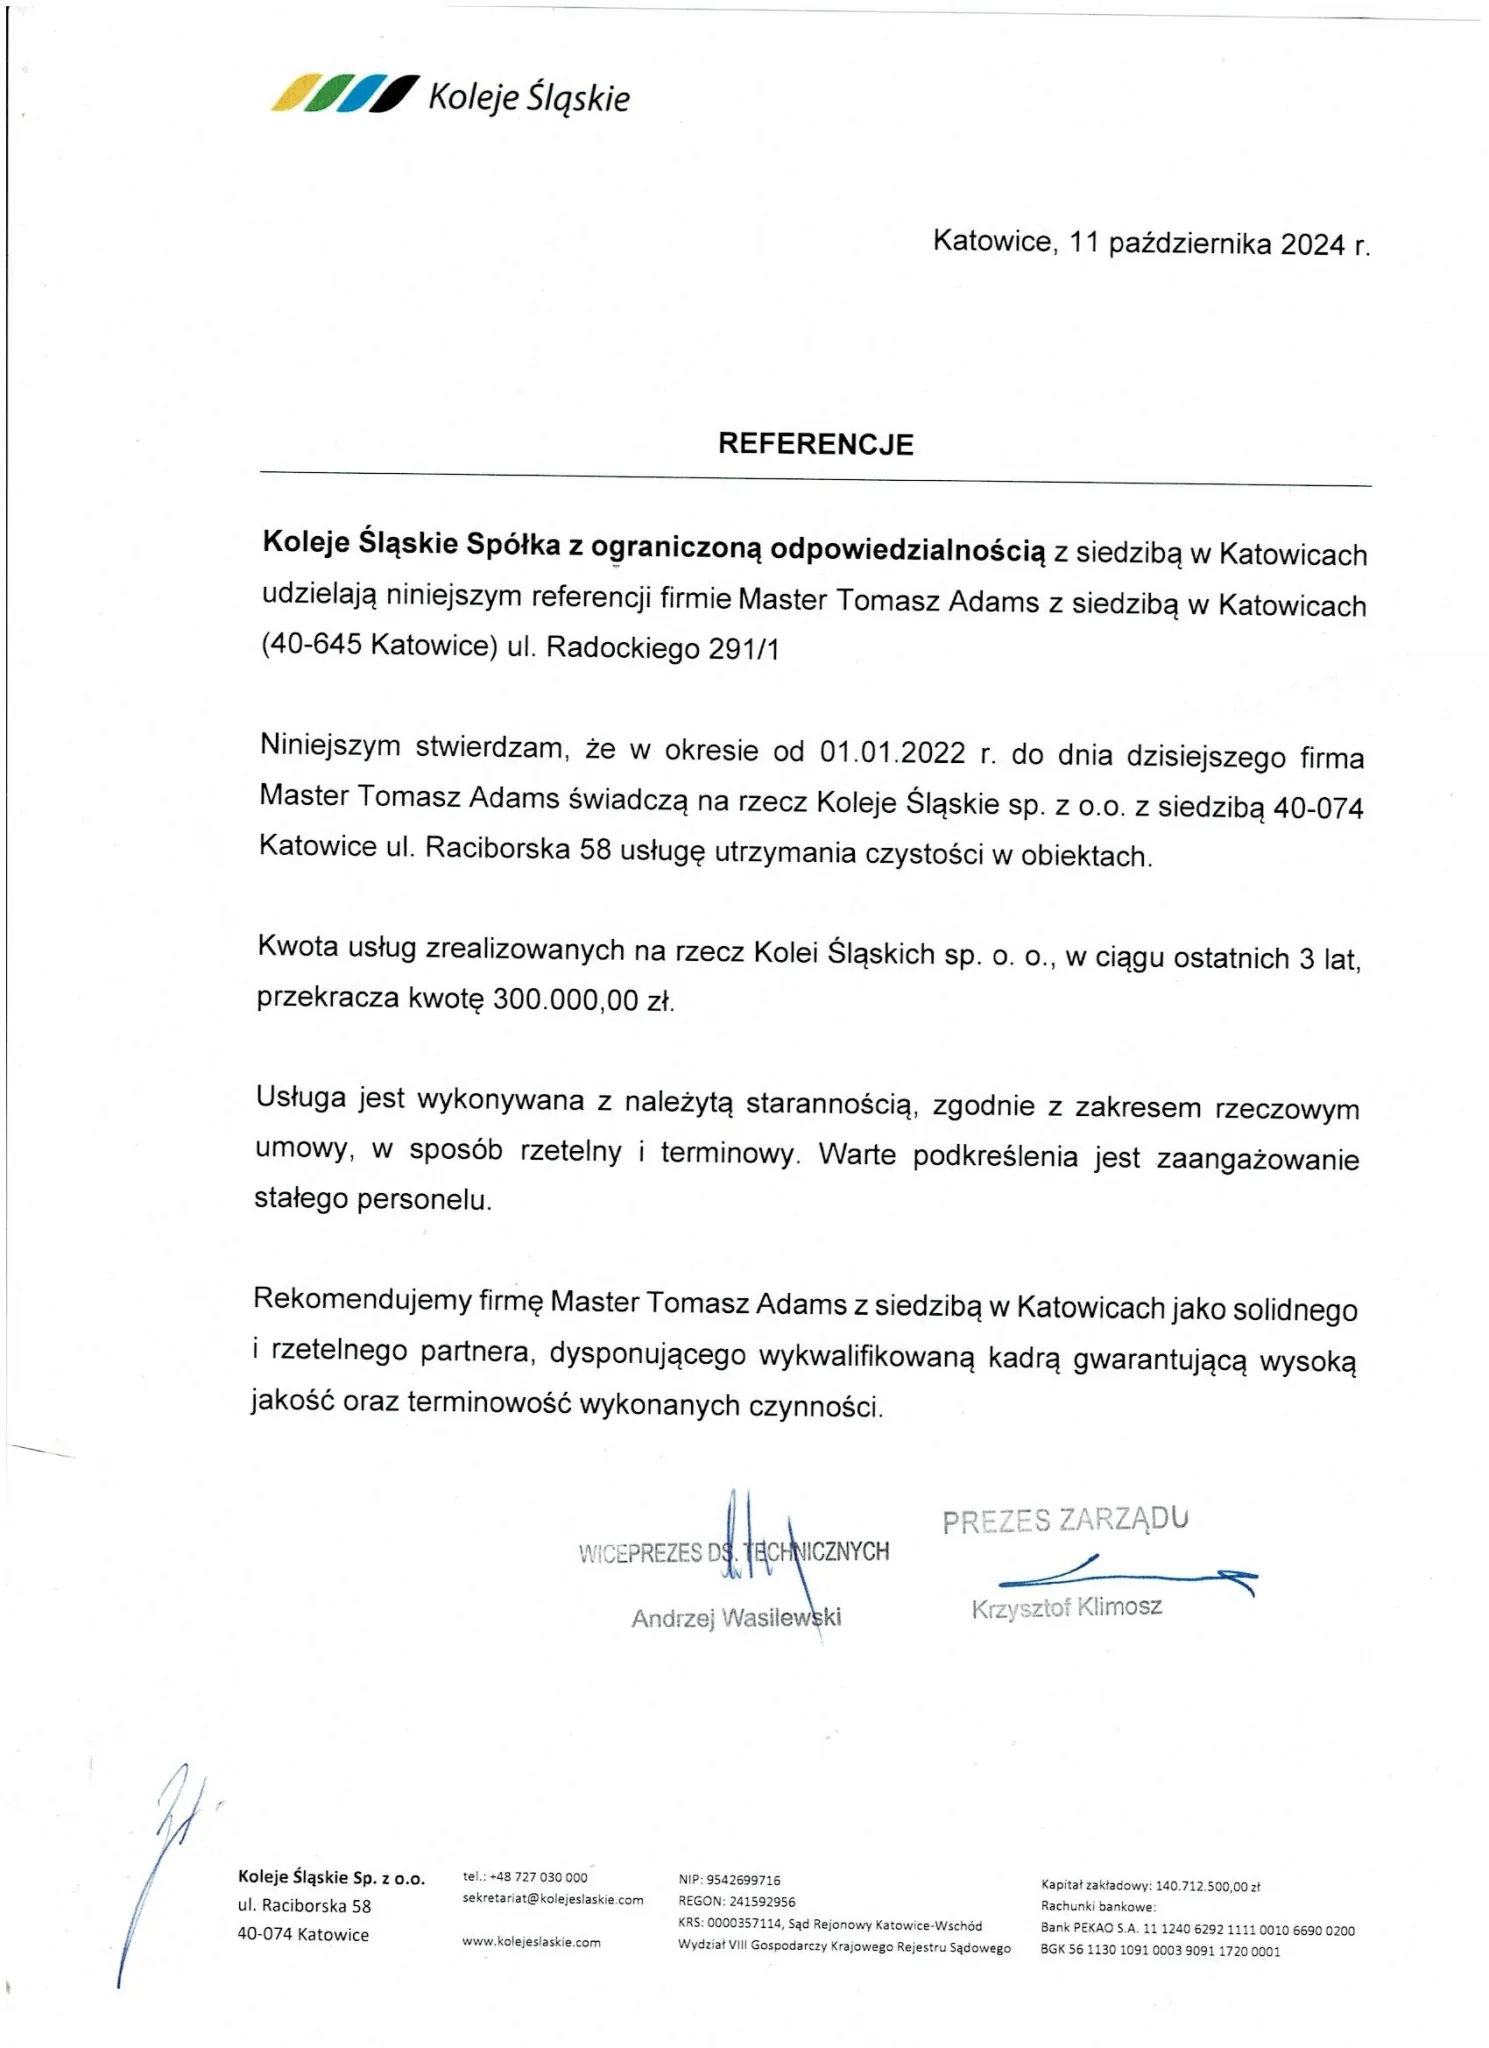 Koleje Śląskie
Katowice, 11 października 2024 r.
REFERENCJE
Koleje Śląskie Spółka z ograniczoną odpowiedzialnością z siedzibą w Katowicach
udzielają niniejszym referencji firmie Master Tomasz Adams z siedzibą w Katowicach
(40-645 Katowice) ul. Radockiego 291/1
Niniejszym stwierdzam, że w okresie od 01.01.2022 r. do dnia dzisiejszego firma
Master Tomasz Adams świadczą na rzecz Koleje Śląskie sp. z o.o. z siedzibą 40-074
Katowice ul. Raciborska 58 usługę utrzymania czystości w obiektach.
Kwota usług zrealizowanych na rzecz Kolei Śląskich sp. o. o., w ciągu ostatnich 3 lat,
przekracza kwotę 300.000,00 zł.
Usługa jest wykonywana z należytą starannością, zgodnie z zakresem rzeczowym
umowy, w sposób rzetelny i terminowy. Warte podkreślenia jest zaangażowanie
stałego personelu.
Rekomendujemy firmę Master Tomasz Adams z siedzibą w Katowicach jako solidnego
i rzetelnego partnera, dysponującego wykwalifikowaną kadrą gwarantującą wysoką
jakość oraz terminowość wykonanych czynności.
WICEPREZES DS. TECHNICZNYCH
Andrzej Wasilewski
PREZES ZARZĄDU
Krzysztof Klimosz
Koleje Śląskie Sp. z o.o.
ul. Raciborska 58
40-074 Katowice
tel.: +48 727 030 000
sekretariat@kolejeslaskie.com
www.kolejeslaskie.com
NIP: 9542699716
REGON: 241592956
KRS: 0000357114, Sąd Rejonowy Katowice-Wschód
Wydział VIII Gospodarczy Krajowego Rejestru Sądowego
Kapitał zakładowy: 140.712.500,00 zł
Rachunki bankowe:
Bank PEKAO S.A. 11 1240 6292 1111 0010 6690 0200
BGK 56 1130 1091 0003 9091 1720 0001